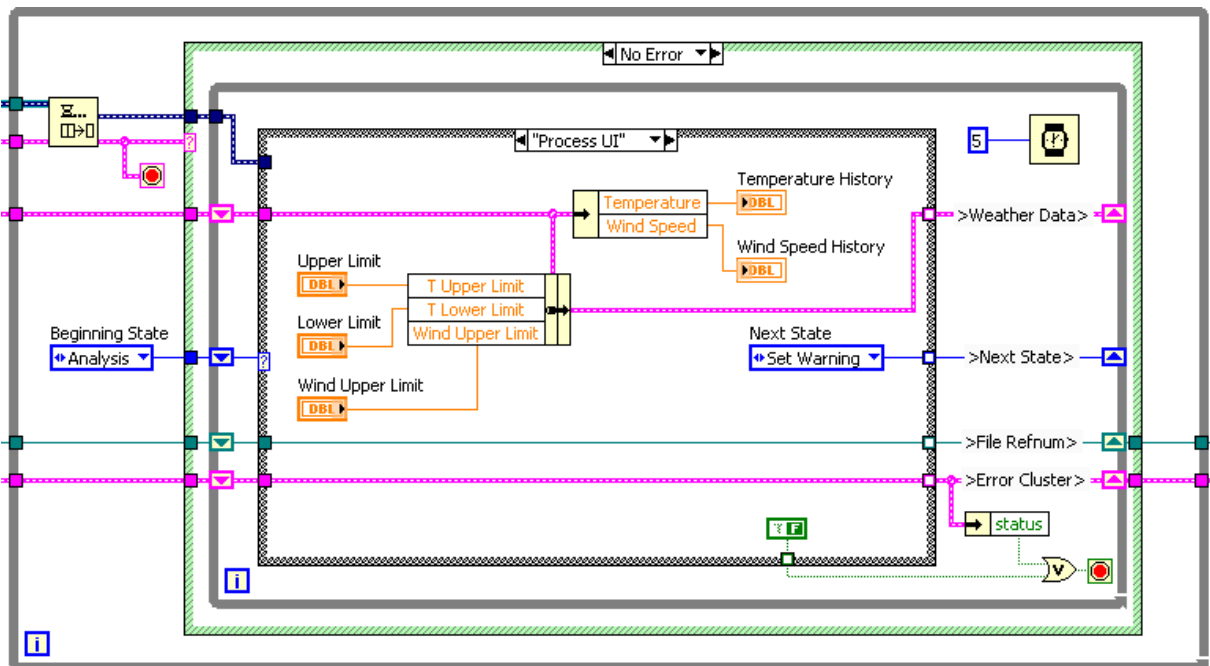 No Error
"Process UI"
5
Temperature History
Temperature
DBL
Wind Speed
>Weather Data>
Wind Speed History
DBL
Upper Limit
DBL
T Upper Limit
Lower Limit
T Lower Limit
DBL
Wind Upper Limit
Beginning State
Analysis
Next State
Set Warning
>Next State>
Wind Upper Limit
DBL
>File Refnum>
>Error Cluster>
F
status
V
i
i